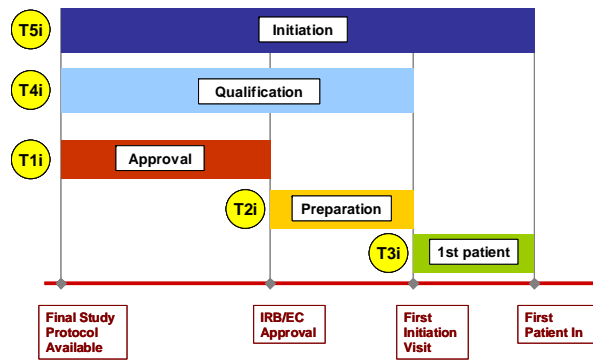 T5i
Initiation
T4i
Qualification
T1i
Approval
T2i
Preparation
T3i
1st patient
Final Study
Protocol
Available
IRB/EC
Approval
First
Initiation
Visit
First
Patient In